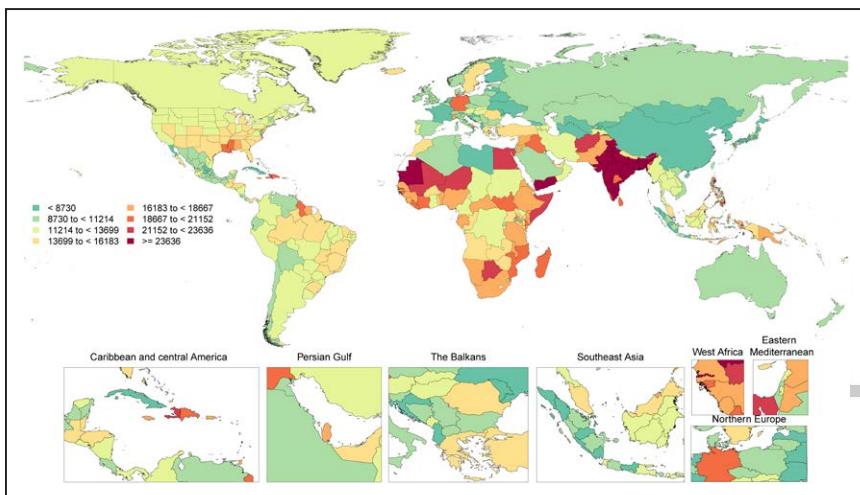 < 8730
8730 to < 11214
11214 to < 13699
13699 to < 16183
16183 to < 18667
18667 to < 21152
21152 to < 23636
>= 23636
Caribbean and central America
Persian Gulf
The Balkans
Southeast Asia
West Africa
Eastern
Mediterranean
Northern Europe